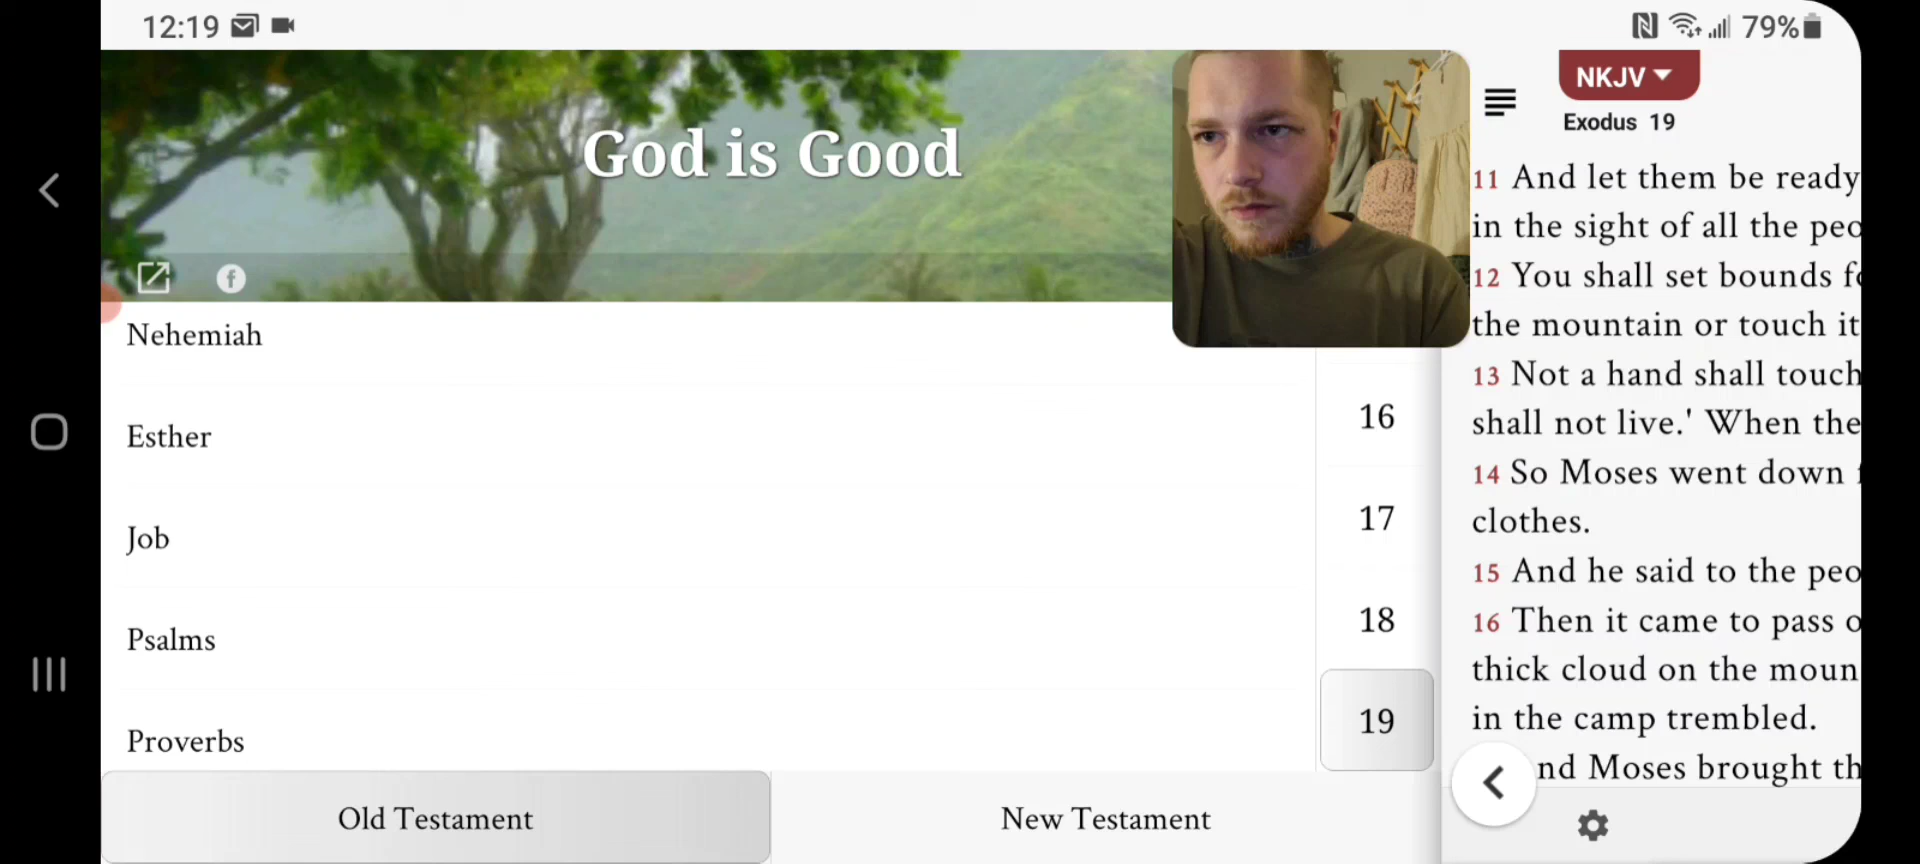 12:19
79%
God is Good
NKJV
Exodus 19
Nehemiah
Esther
Job
Psalms
Proverbs
16
17
18
19
Old Testament
New Testament
11 And let them be ready
in the sight of all the peo
12 You shall set bounds fo
the mountain or touch it
13 Not a hand shall touch
shall not live.' When the
14 So Moses went down
clothes.
15 And he said to the peo
16 Then it came to pass o
thick cloud on the moun
in the camp trembled.
nd Moses brought th